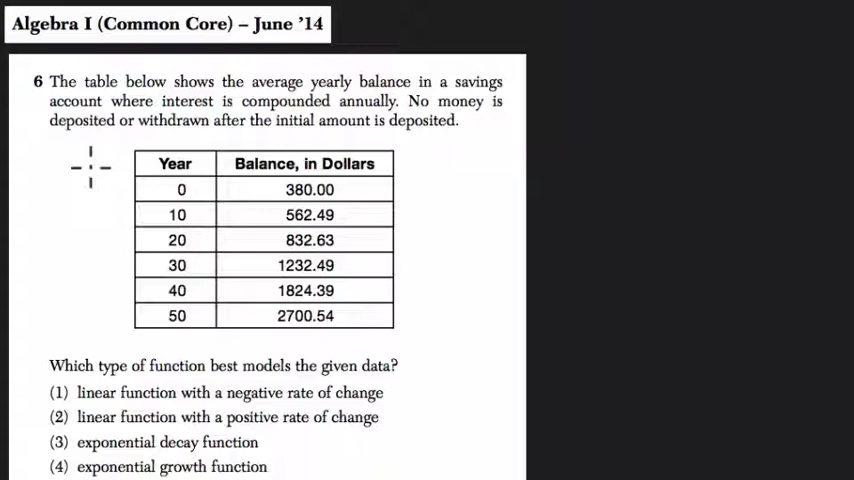 Algebra I (Common Core) – June ’14
6 The table below shows the average yearly balance in a savings
account where interest is compounded annually. No money is
deposited or withdrawn after the initial amount is deposited.
Year Balance, in Dollars
0 380.00
10 562.49
20 832.63
30 1232.49
40 1824.39
50 2700.54
Which type of function best models the given data?
(1) linear function with a negative rate of change
(2) linear function with a positive rate of change
(3) exponential decay function
(4) exponential growth function